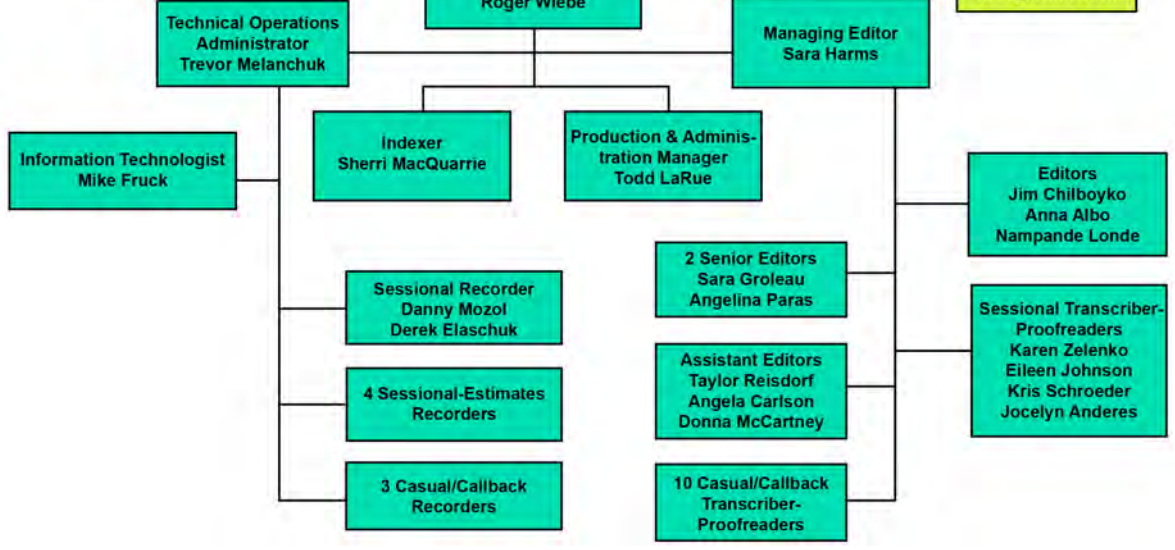 Roger Wiebe
Technical Operations
Administrator
Trevor Melanchuk
Managing Editor
Sara Harms
Indexer
Sherri MacQuarrie
Production & Adminis-
tration Manager
Todd LaRue
Information Technologist
Mike Fruck
Editors
Jim Chilboyko
Anna Albo
Nampande Londe
2 Senior Editors
Sara Groleau
Angelina Paras
Sessional Recorder
Danny Mozol
Derek Elaschuk
Sessional Transcriber-
Proofreaders
Karen Zelenko
Eileen Johnson
Kris Schroeder
Jocelyn Anderes
Assistant Editors
Taylor Reisdorf
Angela Carlson
Donna McCartney
4 Sessional-Estimates
Recorders
3 Casual/Callback
Recorders
10 Casual/Callback
Transcriber-
Proofreaders